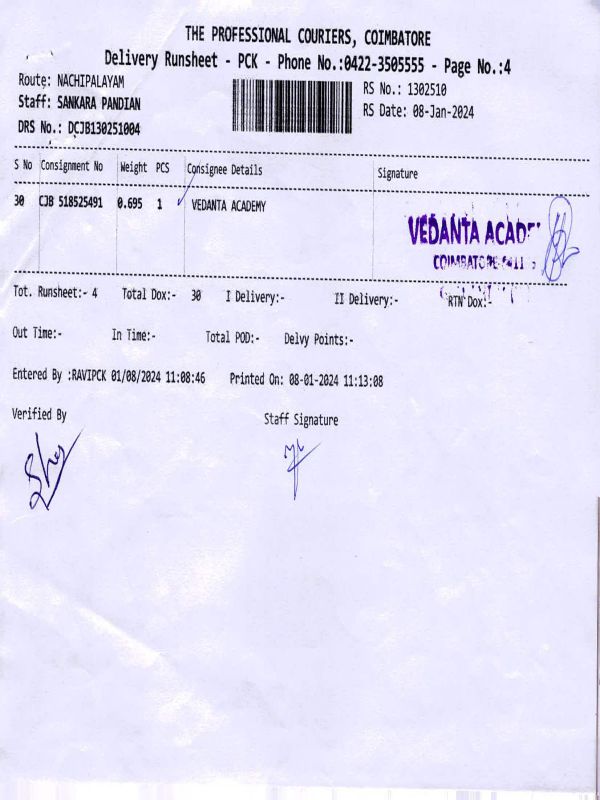 THE PROFESSIONAL COURIERS, COIMBATORE
Delivery Runsheet - PCK - Phone No.:0422-3505555 - Page No.:4
Route: NACHIPALAYAM
RS No.: 1302510
Staff: SANKARA PANDIAN
RS Date: 08-Jan-2024
DRS No.: DCJB130251004
S No Consignment No Weight PCS Consignee Details Signature
30 CJB 518525491 0.695 1 VEDANTA ACADEMY
VEDANTA ACADE
COIMBATORE
Tot. Runsheet:- 4 Total Dox:- 30 I Delivery:- II Delivery:- RTN Dox:-
Out Time:- In Time:- Total POD:- Delvy Points:-
Entered By :RAVIPCK 01/08/2024 11:08:46 Printed On: 08-01-2024 11:13:08
Verified By Staff Signature